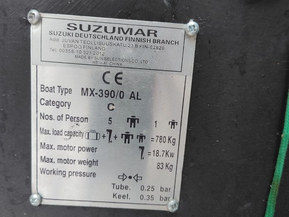 SUZUMAR
SUZUKI DEUTSCHLAND FINNISH BRANCH
CE
Boat Type MX-390/0 AL
Category C
Nos. of Person 5 1
Max. load capacity + + =780 Kg
Max. motor power =18.7Kw
Max. motor weight 83 Kg
Working pressure
Tube. 0.25 bar
Keel. 0.35 bar